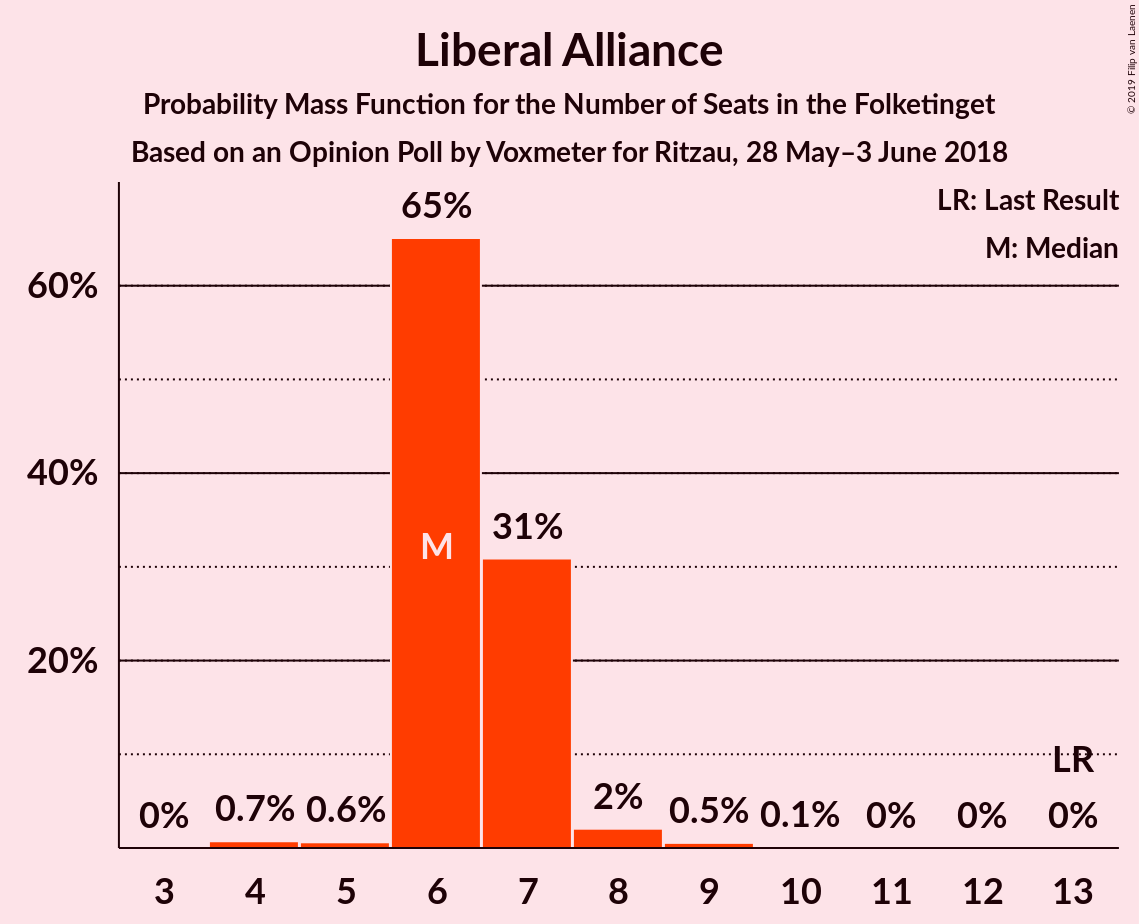 Liberal Alliance
Probability Mass Function for the Number of Seats in the Folketinget
Based on an Opinion Poll by Voxmeter for Ritzau, 28 May–3 June 2018
© 2019 Filip van Laenen
LR: Last Result
M: Median
60%
40%
20%
0%
0.7%
0.6%
65%
M
31%
2%
0.5%
0.1%
0%
0%
LR
0%
3 4 5 6 7 8 9 10 11 12 13